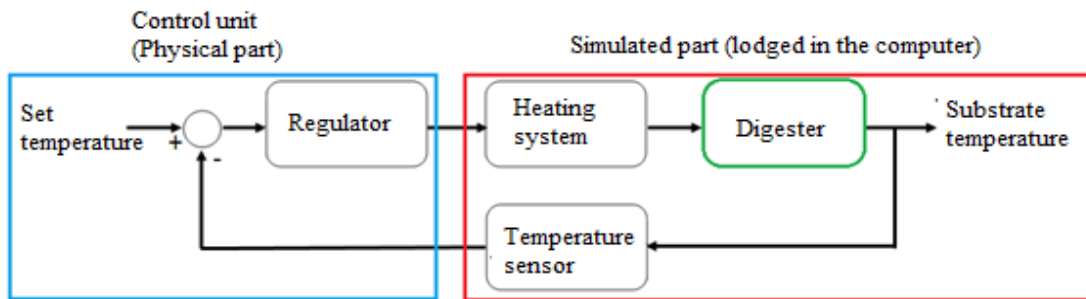 Control unit
(Physical part)
Simulated part (lodged in the computer)
Set
temperature
+
-
Regulator
Heating
system
Digester
Substrate
temperature
Temperature
sensor